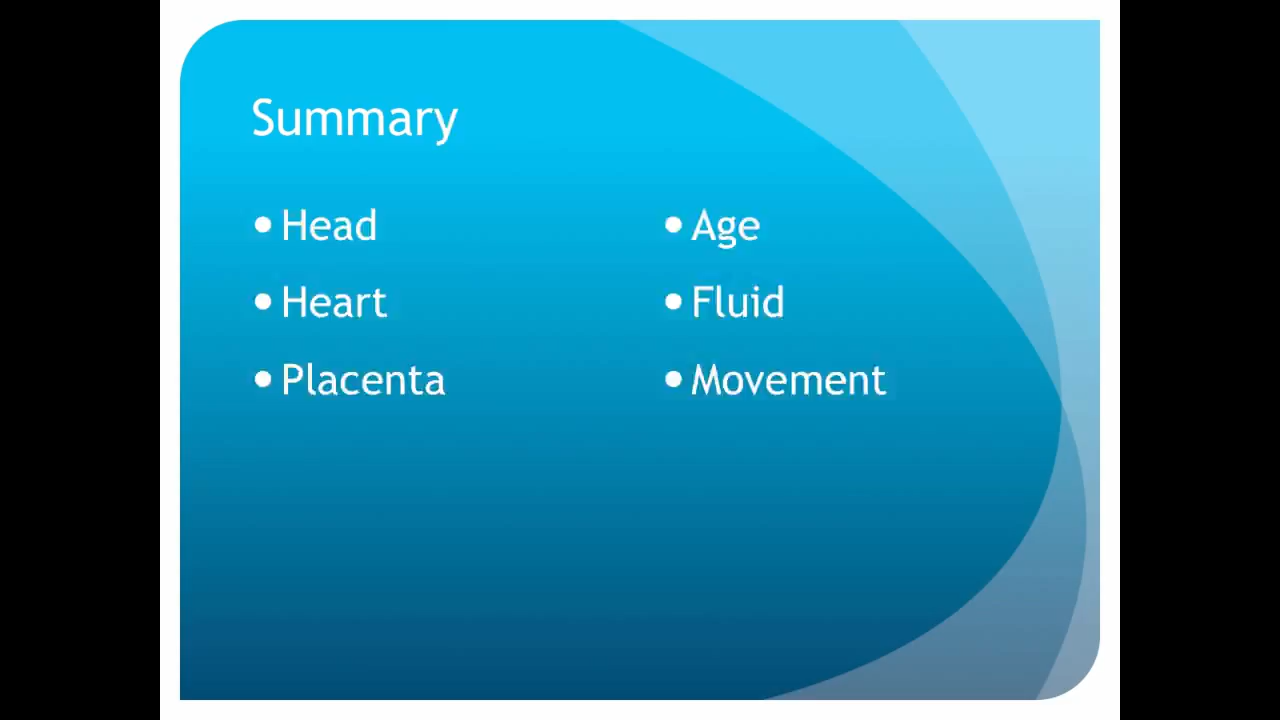 Summary
• Head
• Heart
• Placenta
• Age
• Fluid
• Movement